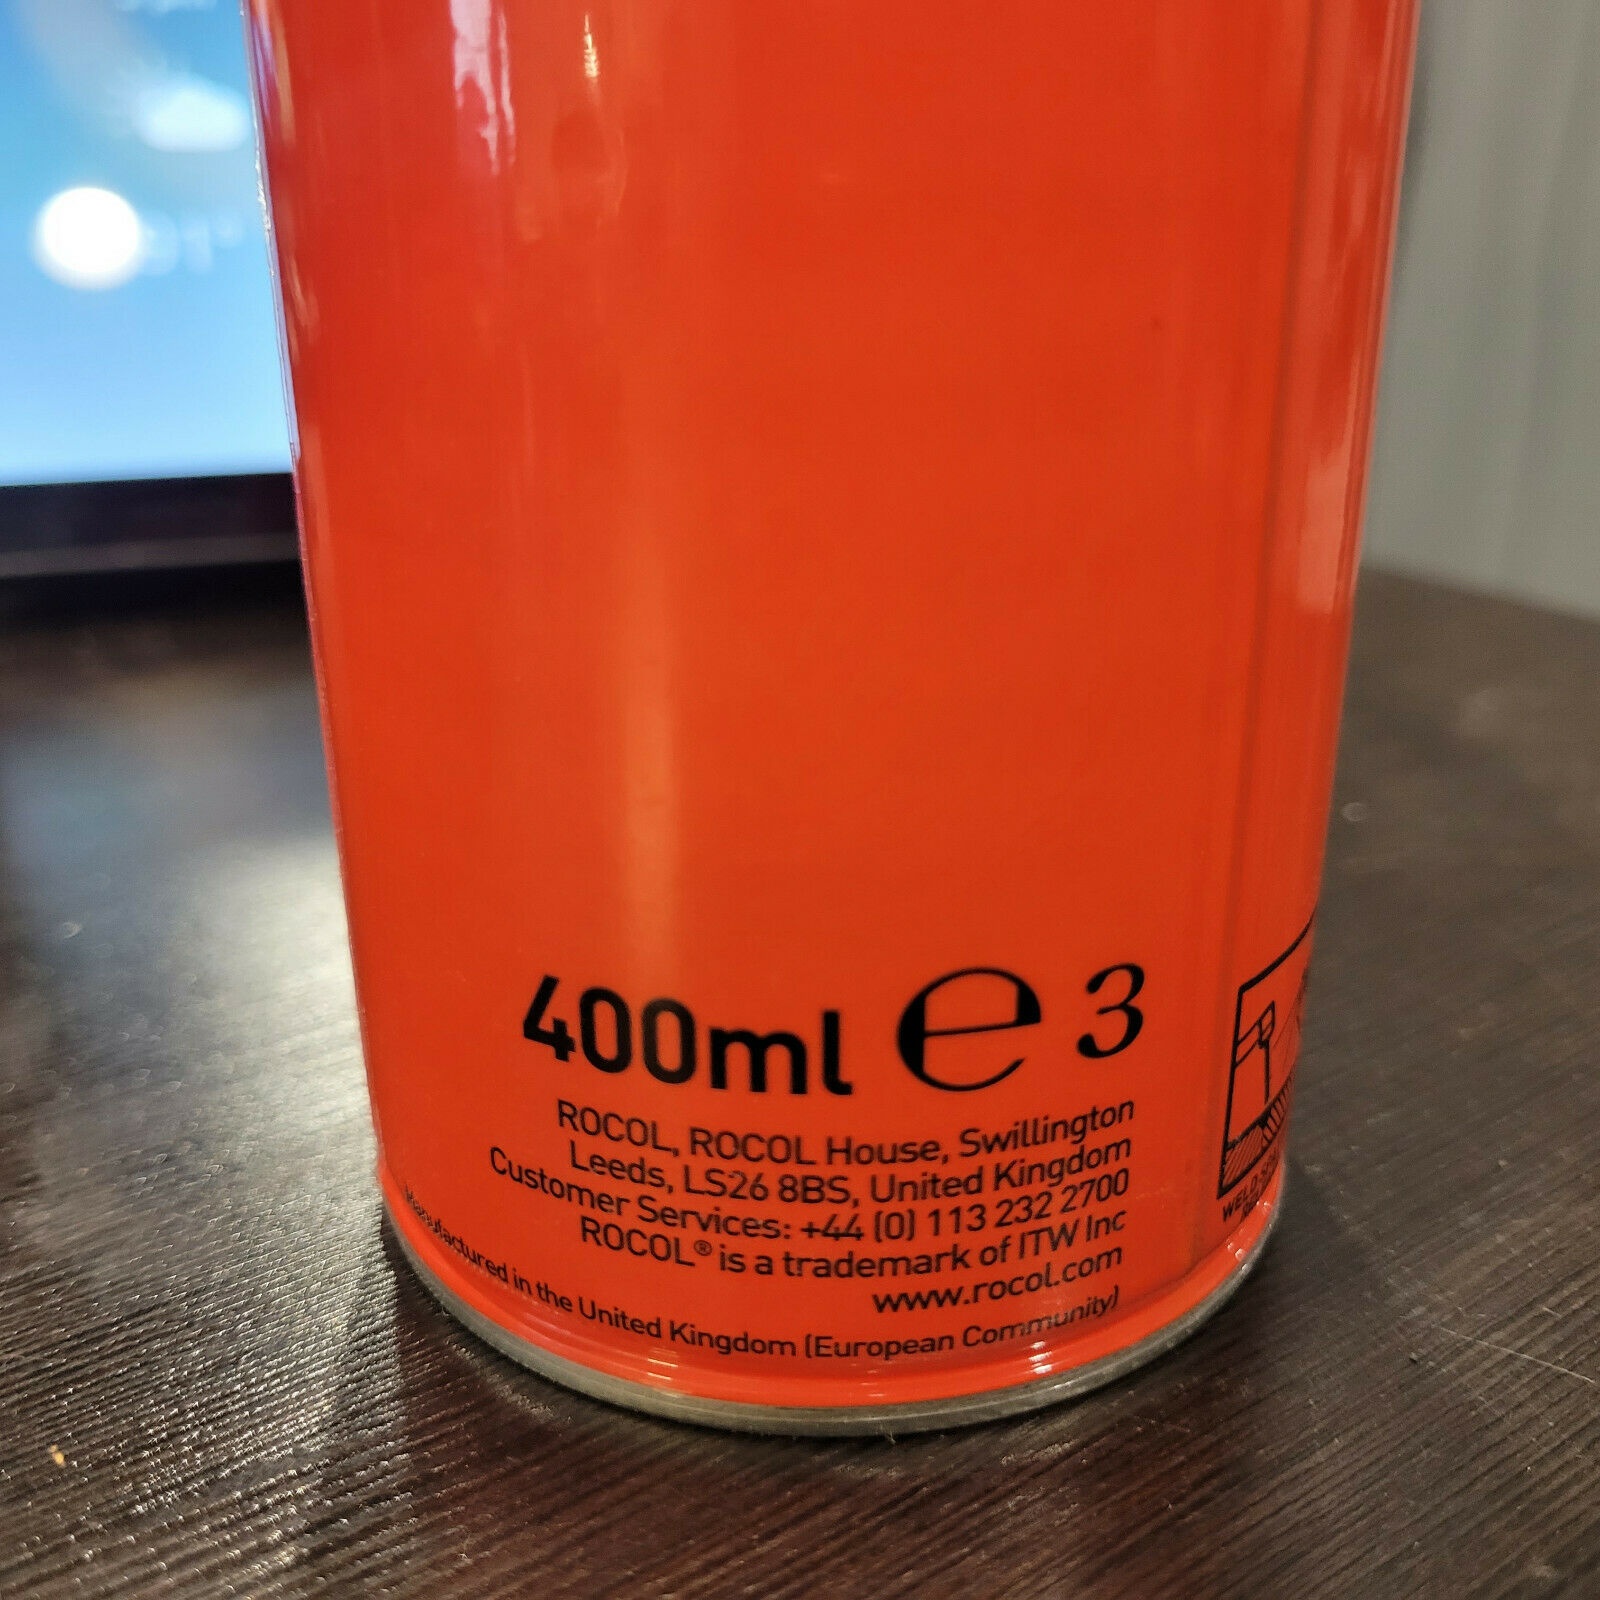 400ml e 3
ROCOL, ROCOL House, Swillington
Leeds, LS26 8BS, United Kingdom
Customer Services: +44 (0) 113 232 2700
ROCOL® is a trademark of ITW Inc
www.rocol.com
Manufactured in the United Kingdom (European Community)